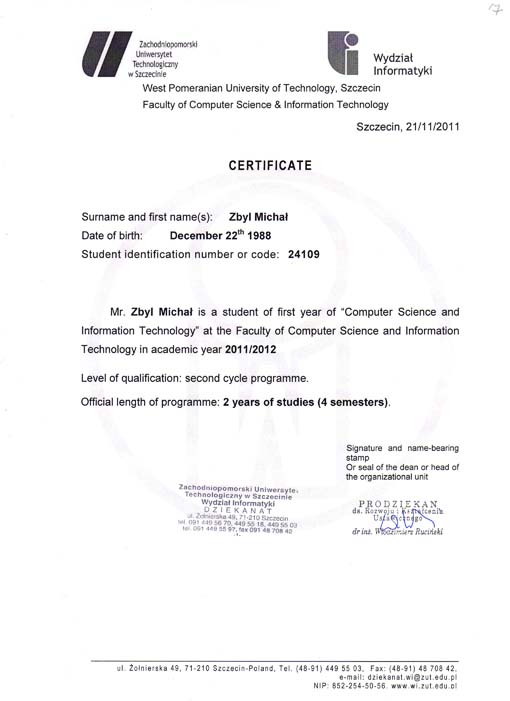 17
Zachodniopomorski
Uniwersytet
Technologiczny
w Szczecinie
Wydział
Informatyki
West Pomeranian University of Technology, Szczecin
Faculty of Computer Science & Information Technology
Szczecin, 21/11/2011
CERTIFICATE
Surname and first name(s): Zbyl Michał
Date of birth: December 22th 1988
Student identification number or code: 24109
Mr. Zbyl Michał is a student of first year of “Computer Science and
Information Technology” at the Faculty of Computer Science and Information
Technology in academic year 2011/2012
Level of qualification: second cycle programme.
Official length of programme: 2 years of studies (4 semesters).
Signature and name-bearing
stamp
Or seal of the dean or head of
the organizational unit
Zachodniopomorski Uniwersytet
Technologiczny w Szczecinie
Wydział Informatyki
DZIEKANAT
ul. Żołnierska 49, 71-210 Szczecin
tel. 091 449 56 70, 449 55 18, 449 55 03
tel. 091 449 55 97, fax 091 48 708 42
PRODZIEKAN
ds. Rozwoju i Kształcenia
Ustawicznego
dr inż. Włodzimierz Ruciński
ul. Żołnierska 49, 71-210 Szczecin-Poland, Tel. (48-91) 449 55 03, Fax: (48-91) 48 708 42,
e-mail: dziekanat.wi@zut.edu.pl
NIP: 852-254-50-56. www.wi.zut.edu.pl